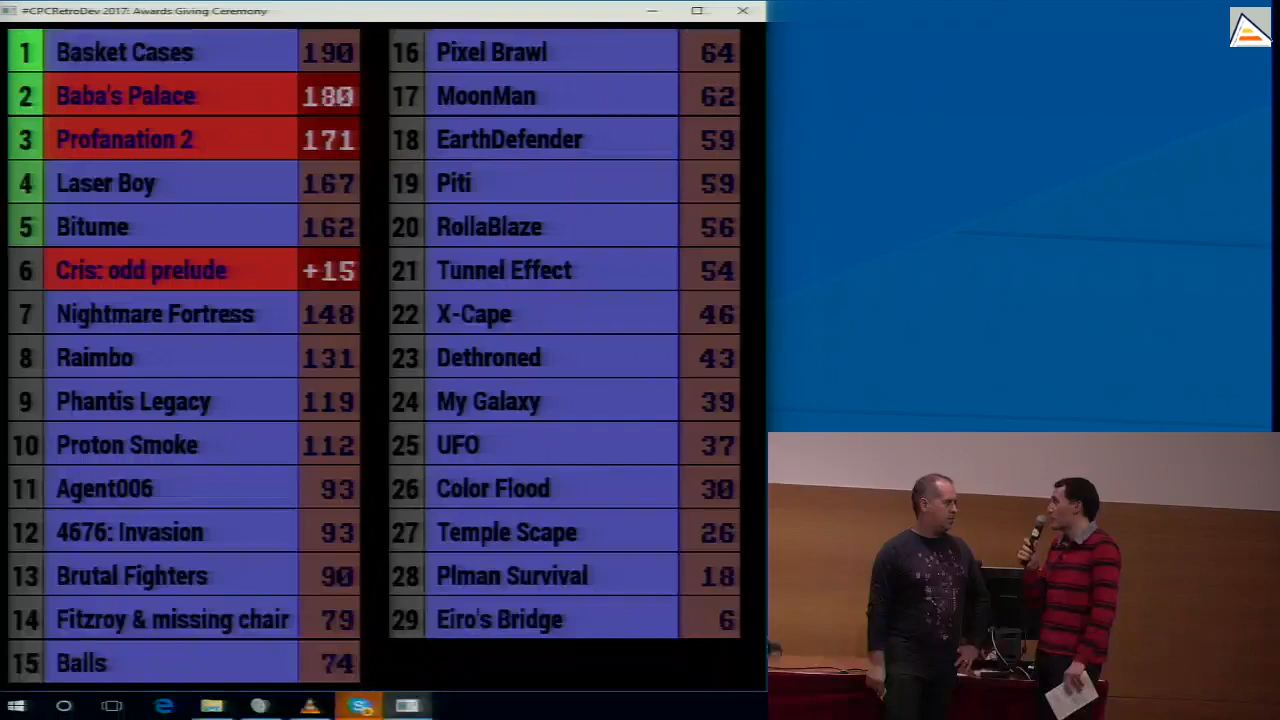 #CPCRetroDev 2017: Awards Giving Ceremony
1 Basket Cases 190
2 Baba's Palace 180
3 Profanation 2 171
4 Laser Boy 167
5 Bitume 162
6 Cris: odd prelude +15
7 Nightmare Fortress 148
8 Raimbo 131
9 Phantis Legacy 119
10 Proton Smoke 112
11 Agent006 93
12 4676: Invasion 93
13 Brutal Fighters 90
14 Fitzroy & missing chair 79
15 Balls 74
16 Pixel Brawl 64
17 MoonMan 62
18 EarthDefender 59
19 Piti 59
20 RollaBlaze 56
21 Tunnel Effect 54
22 X-Cape 46
23 Dethroned 43
24 My Galaxy 39
25 UFO 37
26 Color Flood 30
27 Temple Scape 26
28 Plman Survival 18
29 Eiro's Bridge 6